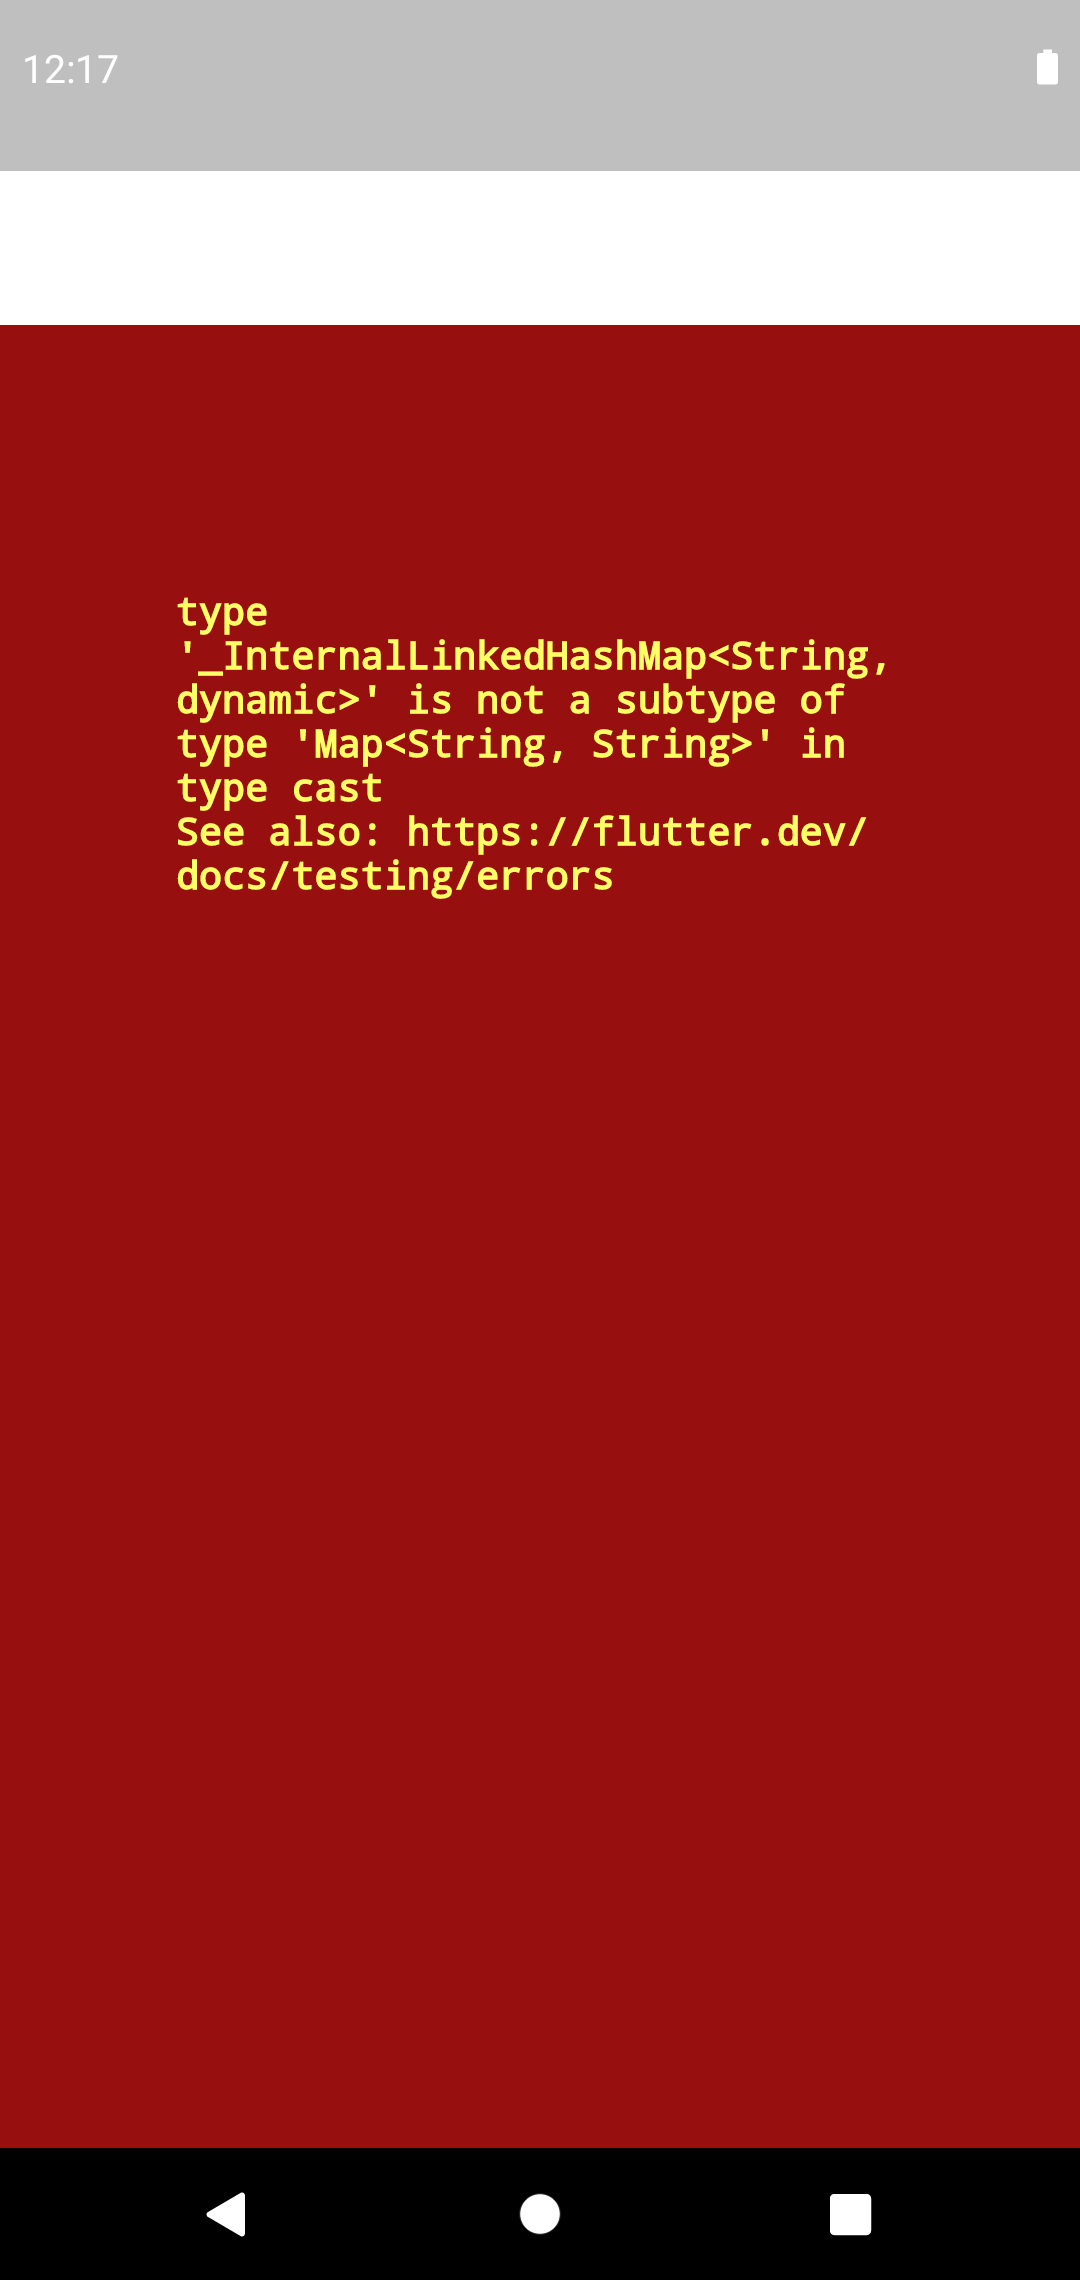 12:17
type
'_InternalLinkedHashMap<String,
dynamic>' is not a subtype of
type 'Map<String, String>' in
type cast
See also: https://flutter.dev/
docs/testing/errors